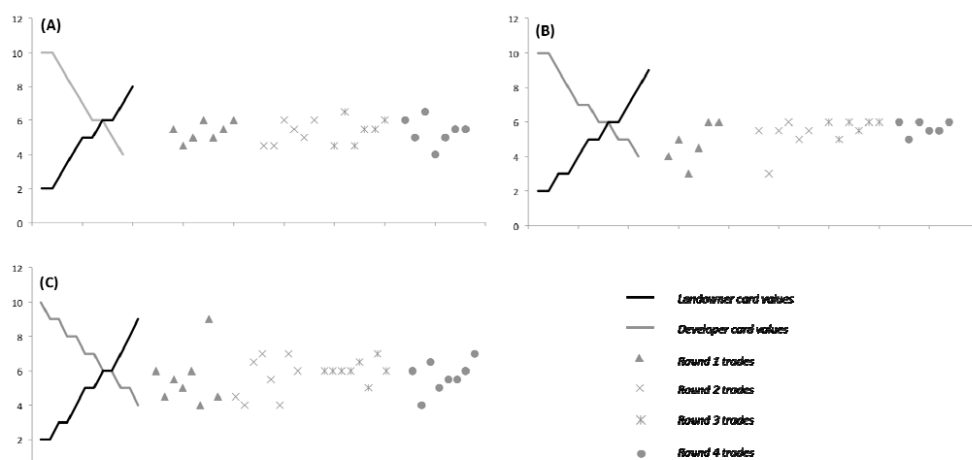 (A)
12
10
8
6
4
2
0
(B)
12
10
8
6
4
2
0
(C)
12
10
8
6
4
2
Landowner card values
Developer card values
Round 1 trades
Round 2 trades
Round 3 trades
Round 4 trades